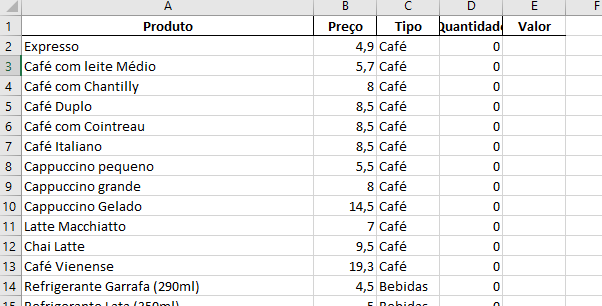 A B C D E F
1 Produto Preço Tipo Quantidade Valor
2 Expresso 4,9 Café 0
3 Café com leite Médio 5,7 Café 0
4 Café com Chantilly 8 Café 0
5 Café Duplo 8,5 Café 0
6 Café com Cointreau 8,5 Café 0
7 Café Italiano 8,5 Café 0
8 Cappuccino pequeno 5,5 Café 0
9 Cappuccino grande 8 Café 0
10 Cappuccino Gelado 14,5 Café 0
11 Latte Macchiatto 7 Café 0
12 Chai Latte 9,5 Café 0
13 Café Vienense 19,3 Café 0
14 Refrigerante Garrafa (290ml) 4,5 Bebidas 0
15 Refrigerante Lata (350ml) 5 Bebidas 0